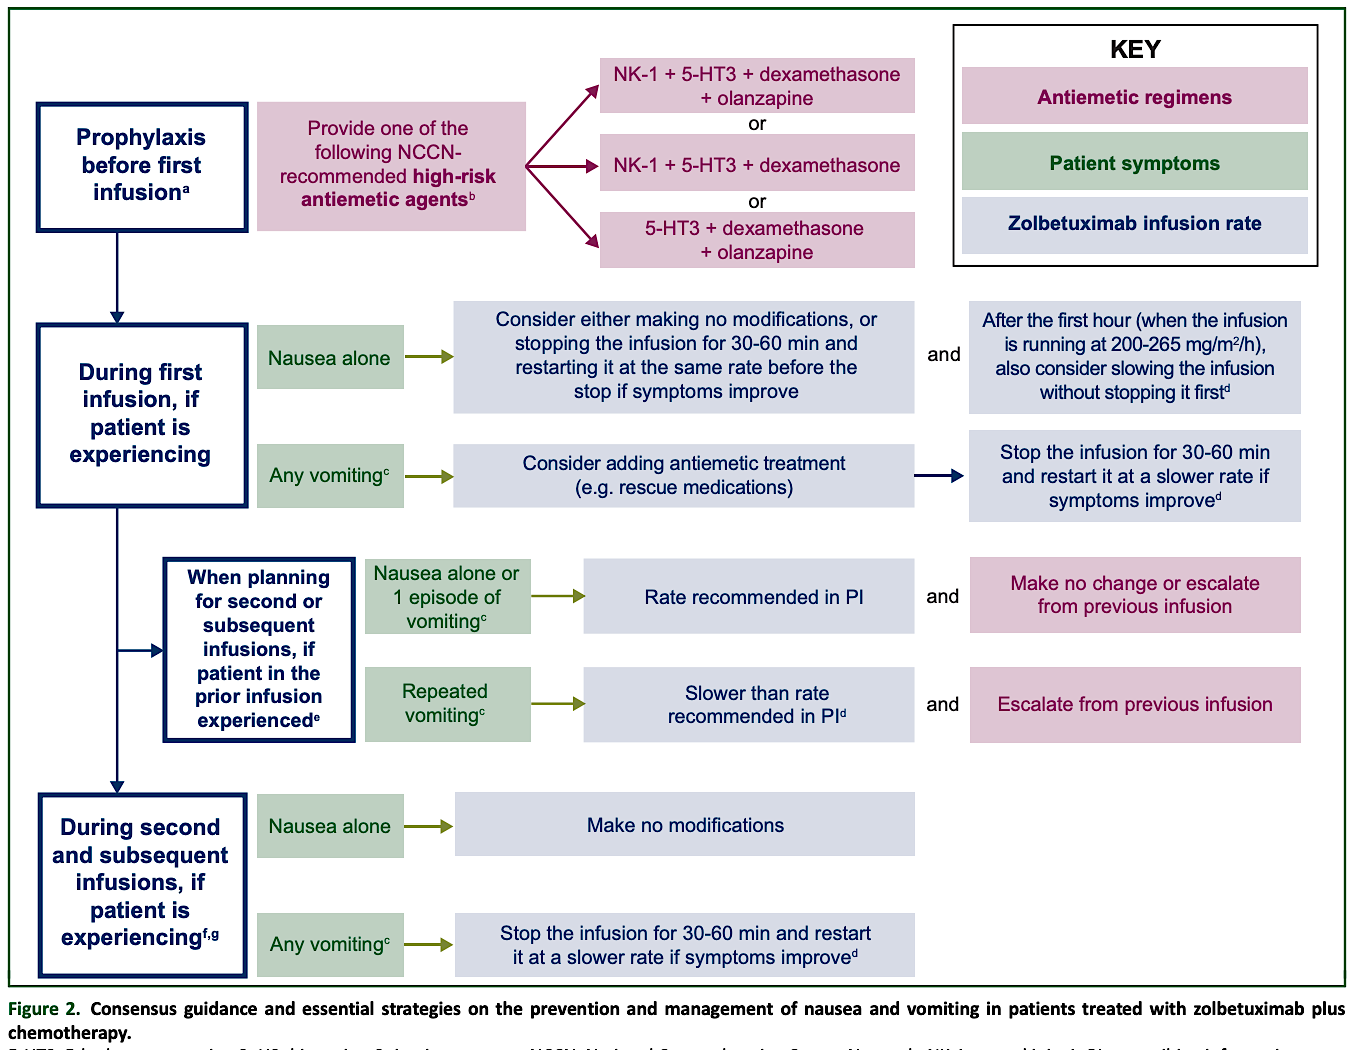 KEY
Antiemetic regimens
Patient symptoms
Zolbetuximab infusion rate
Prophylaxis
before first
infusionᵃ
Provide one of the
following NCCN-
recommended high-risk
antiemetic agentsᵇ
NK-1 + 5-HT3 + dexamethasone
+ olanzapine
or
NK-1 + 5-HT3 + dexamethasone
or
5-HT3 + dexamethasone
+ olanzapine
During first
infusion, if
patient is
experiencing
Nausea alone
Consider either making no modifications, or
stopping the infusion for 30-60 min and
restarting it at the same rate before the
stop if symptoms improve
and
After the first hour (when the infusion
is running at 200-265 mg/m²/h),
also consider slowing the infusion
without stopping it firstᵈ
Any vomitingᶜ
Consider adding antiemetic treatment
(e.g. rescue medications)
Stop the infusion for 30-60 min
and restart it at a slower rate if
symptoms improveᵈ
When planning
for second or
subsequent
infusions, if
patient in the
prior infusion
experiencedᵉ
Nausea alone or
1 episode of
vomitingᶜ
Rate recommended in PI
and
Make no change or escalate
from previous infusion
Repeated
vomitingᶜ
Slower than rate
recommended in PIᵈ
and
Escalate from previous infusion
During second
and subsequent
infusions, if
patient is
experiencingᶠ,ᵍ
Nausea alone
Make no modifications
Any vomitingᶜ
Stop the infusion for 30-60 min and restart
it at a slower rate if symptoms improveᵈ
Figure 2. Consensus guidance and essential strategies on the prevention and management of nausea and vomiting in patients treated with zolbetuximab plus
chemotherapy.